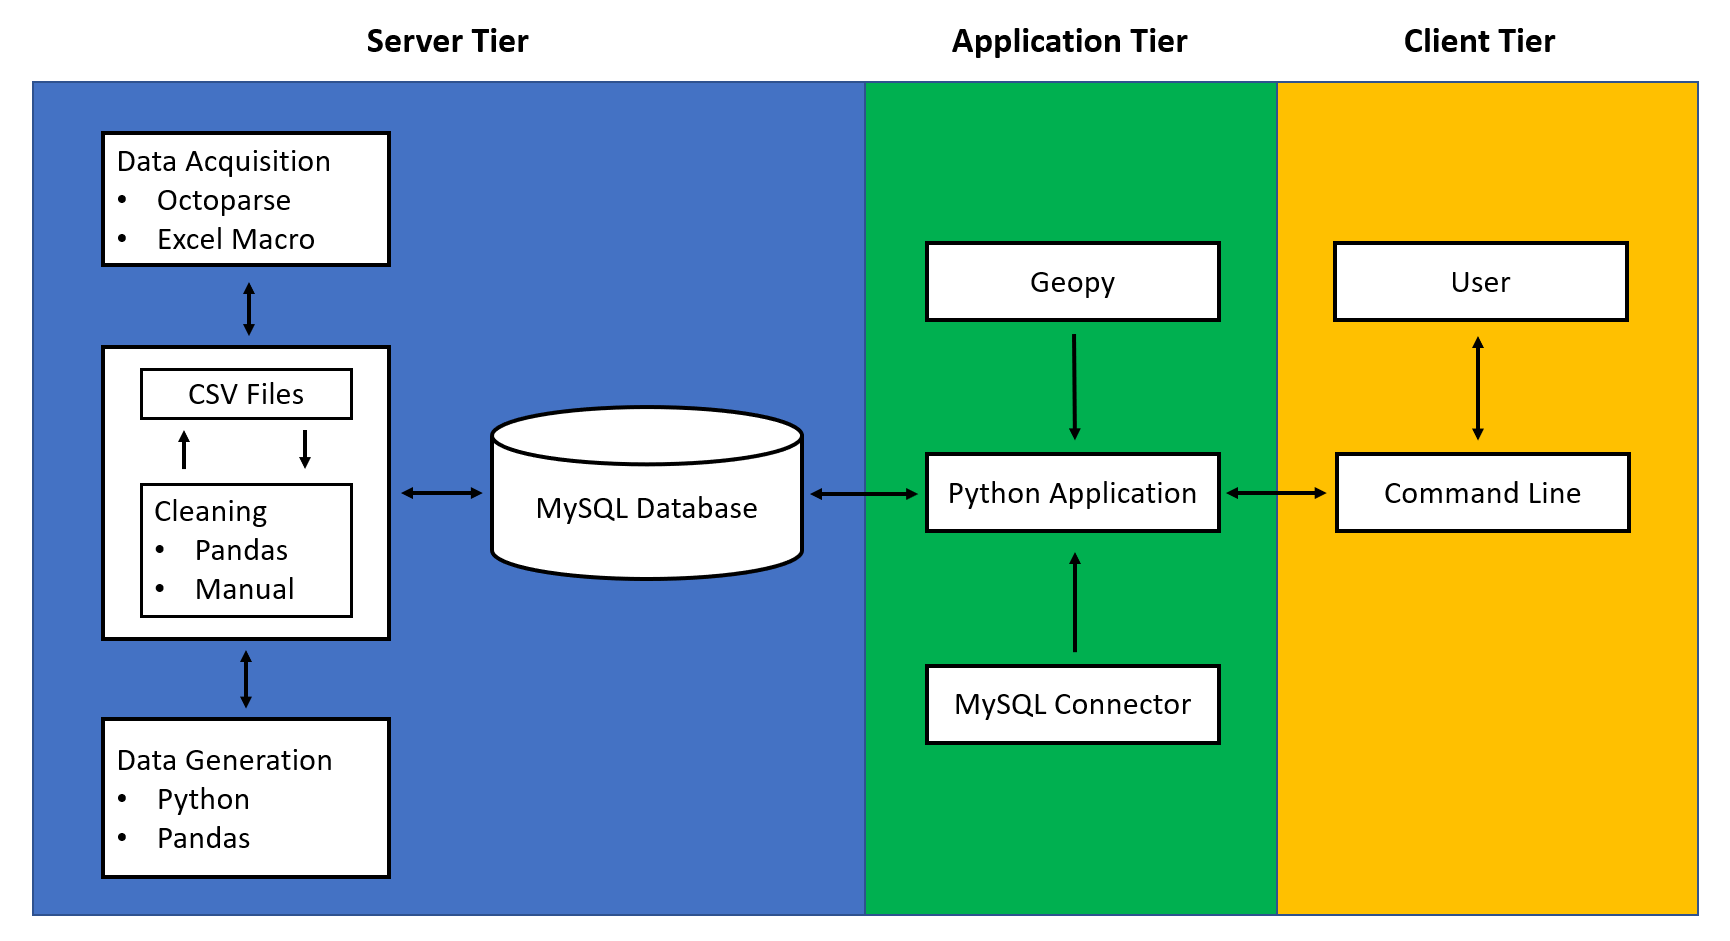 Server Tier
Application Tier
Client Tier
Data Acquisition
• Octoparse
• Excel Macro
CSV Files
Cleaning
• Pandas
• Manual
Data Generation
• Python
• Pandas
MySQL Database
Geopy
Python Application
MySQL Connector
User
Command Line